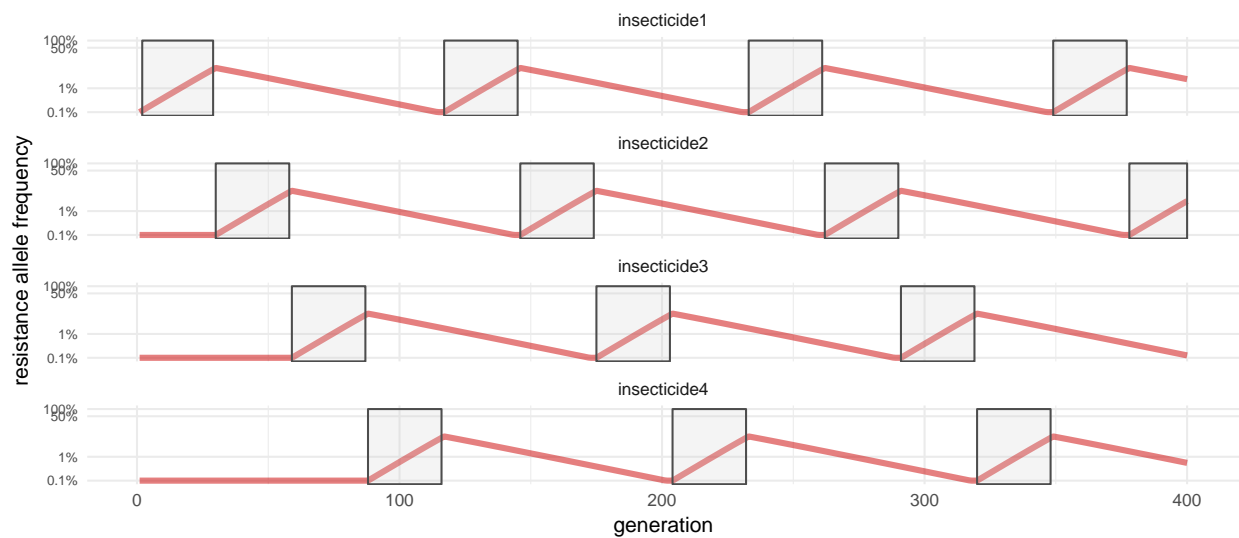 insecticide1
100%
50%
1%
0.1%
insecticide2
100%
50%
1%
0.1%
insecticide3
100%
50%
1%
0.1%
insecticide4
100%
50%
1%
0.1%
resistance allele frequency
0 100 200 300 400
generation